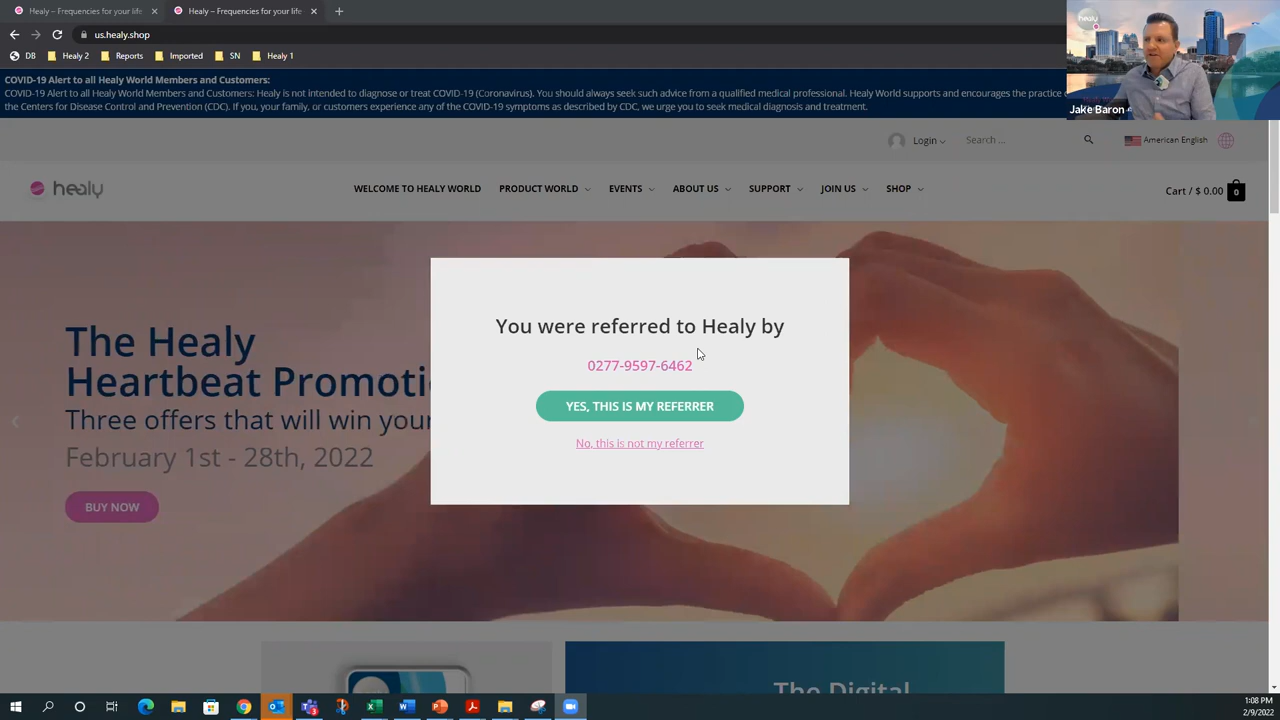 Healy – Frequencies for your life
Healy – Frequencies for your life
us.healy.shop
DB
Healy 2
Reports
Imported
SN
Healy 1
healy
Jake Baron
COVID-19 Alert to all Healy World Members and Customers:
COVID-19 Alert to all Healy World Members and Customers: Healy is not intended to diagnose or treat COVID-19 (Coronavirus). You should always seek such advice from a qualified medical professional. Healy World supports and encourages the practice
the Centers for Disease Control and Prevention (CDC). If you, your family, or customers experience any of the COVID-19 symptoms as described by CDC, we urge you to seek medical diagnosis and treatment.
Login
Search ...
American English
healy
WELCOME TO HEALY WORLD
PRODUCT WORLD
EVENTS
ABOUT US
SUPPORT
JOIN US
SHOP
Cart / $ 0.00
0
The Healy
Heartbeat Promoti
Three offers that will win your
February 1st - 28th, 2022
BUY NOW
You were referred to Healy by
0277-9597-6462
YES, THIS IS MY REFERRER
No, this is not my referrer
The Digital
1:08 PM
2/9/2022